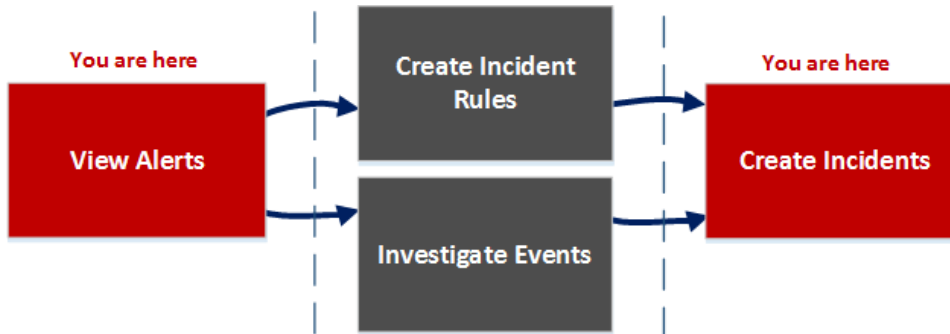 You are here
View Alerts
Create Incident
Rules
Investigate Events
You are here
Create Incidents